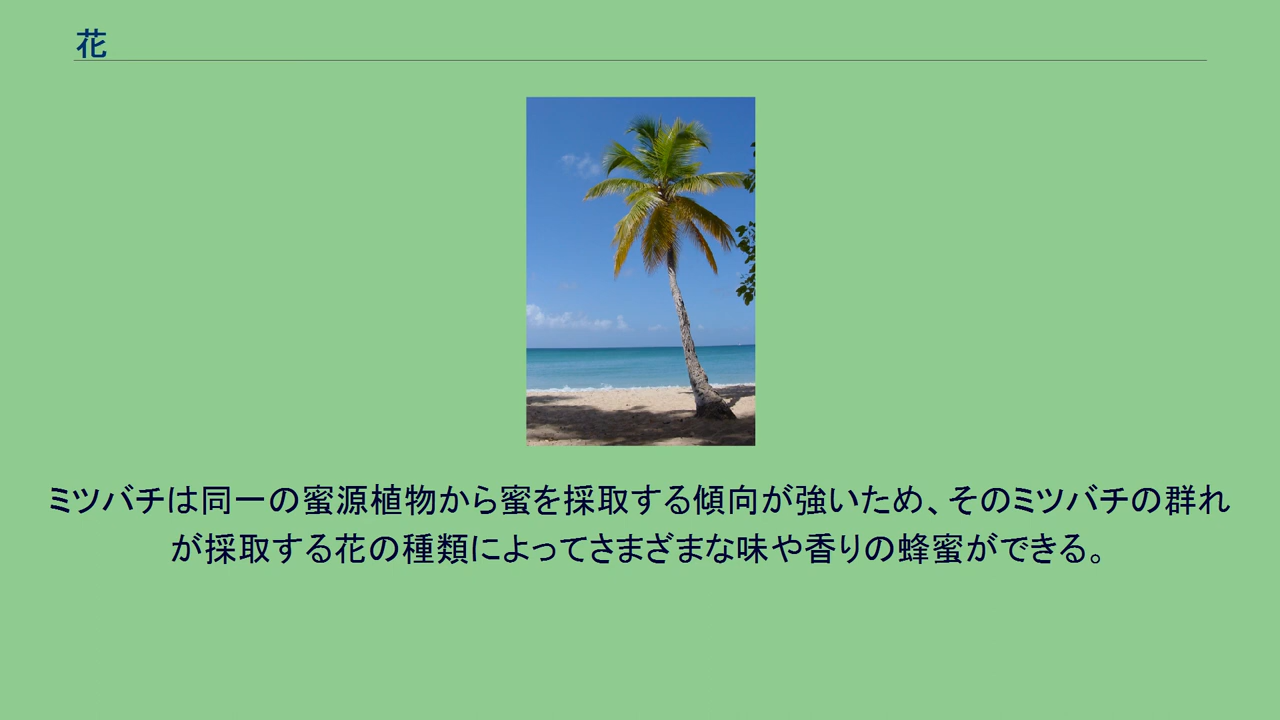 花
ミツバチは同一の蜜源植物から蜜を採取する傾向が強いため、そのミツバチの群れ
が採取する花の種類によってさまざまな味や香りの蜂蜜ができる。